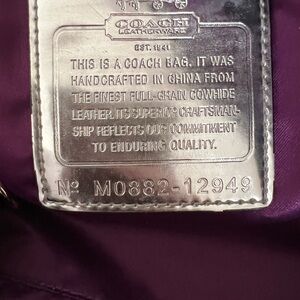 COACH
LEATHERWARE
EST. 1941
THIS IS A COACH BAG. IT WAS
HANDCRAFTED IN CHINA FROM
THE FINEST FULL-GRAIN COWHIDE
LEATHER. ITS SUPERIOR CRAFTSMAN-
SHIP REFLECTS OUR COMMITMENT
TO ENDURING QUALITY.
Nº M0882-12949